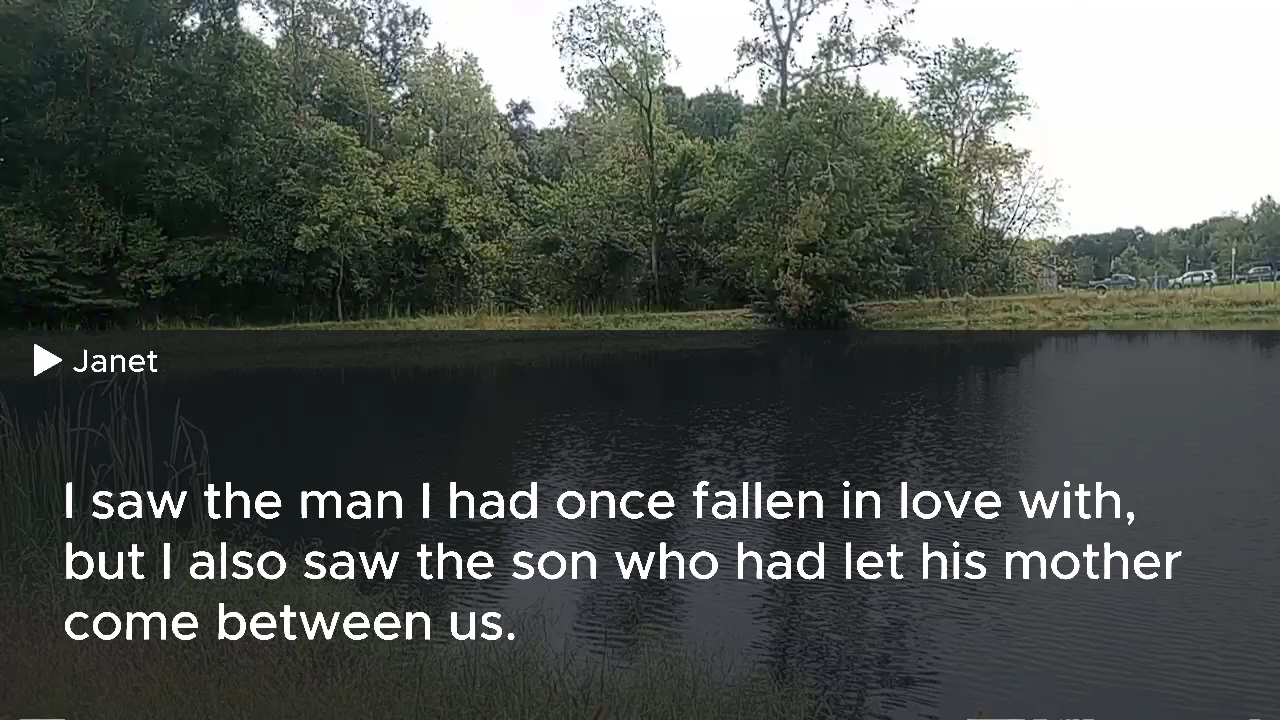 Janet
I saw the man I had once fallen in love with,
but I also saw the son who had let his mother
come between us.